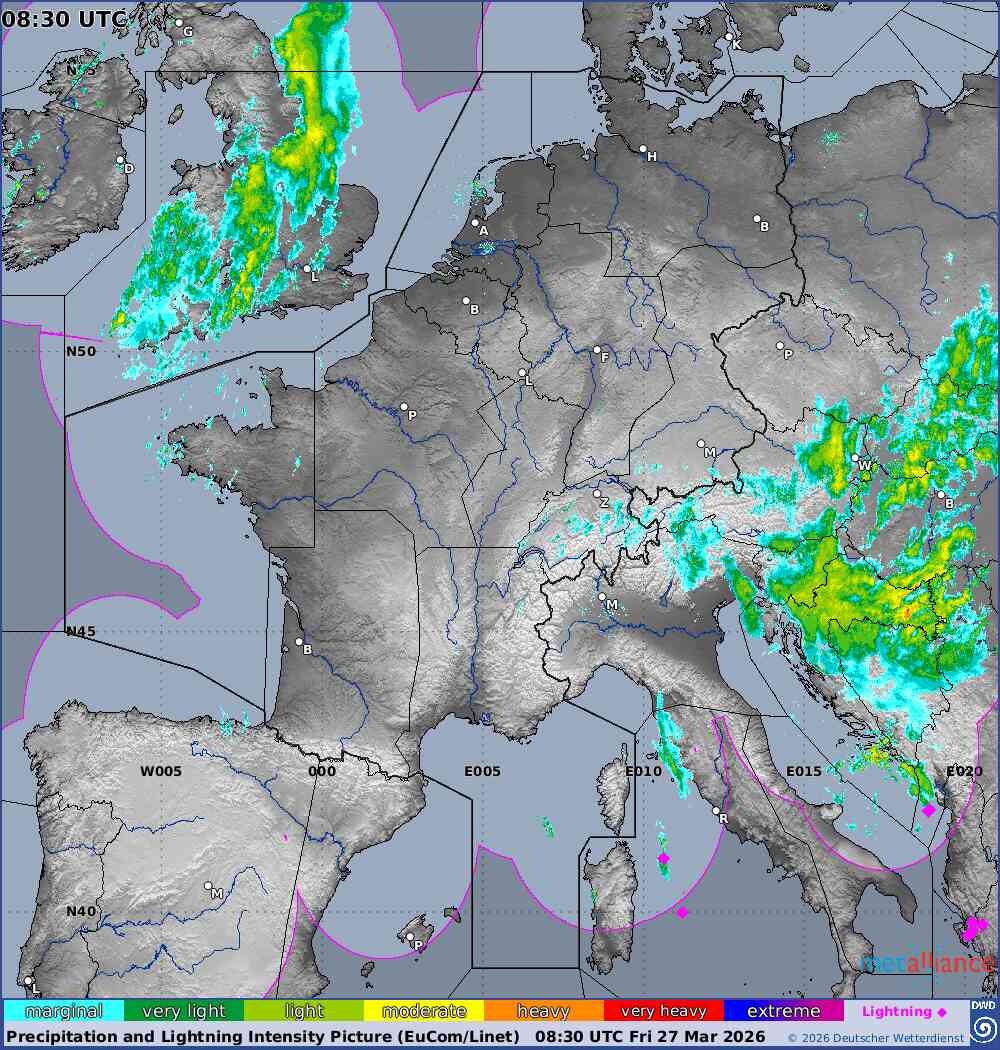 08:30 UTC
G
K
N55
D
H
A
B
L
B
N50
P
F
L
P
M
W
Z
B
M
N45
B
W005
000
E005
E010
E015
E020
R
M
N40
P
L
metalliance
marginal very light light moderate heavy very heavy extreme Lightning
DWD
Precipitation and Lightning Intensity Picture (EuCom/Linet) 08:30 UTC Fri 27 Mar 2026 © 2026 Deutscher Wetterdienst